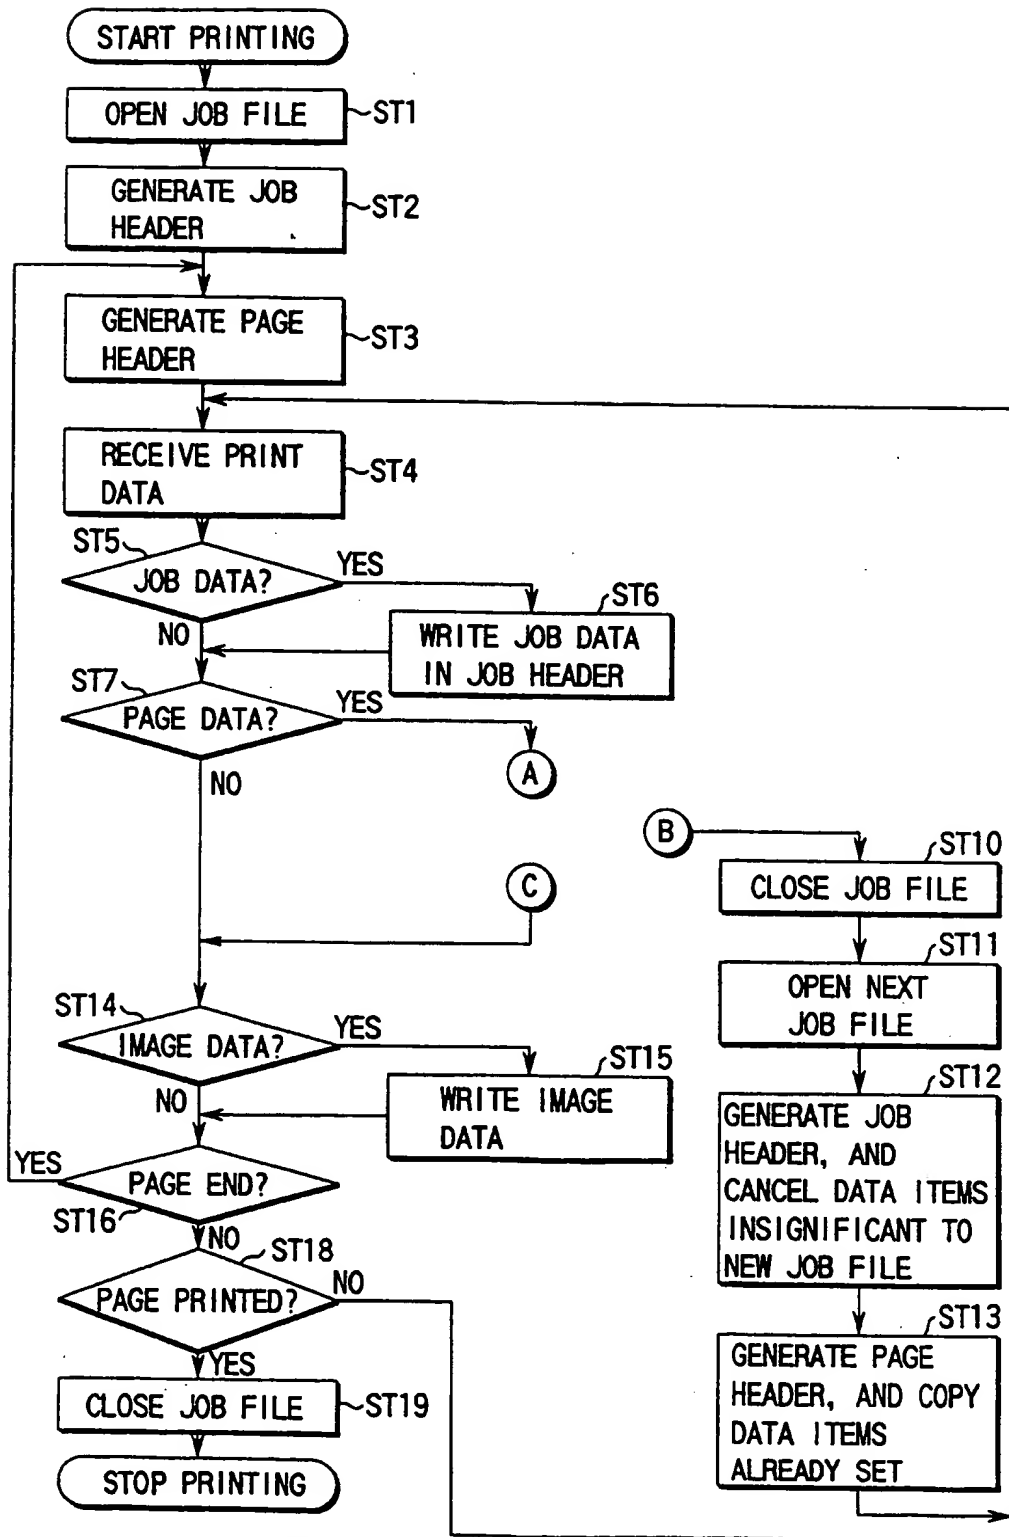 START PRINTING
OPEN JOB FILE
ST1
GENERATE JOB
HEADER
ST2
GENERATE PAGE
HEADER
ST3
RECEIVE PRINT
DATA
ST4
ST5
JOB DATA?
YES
NO
ST6
WRITE JOB DATA
IN JOB HEADER
ST7
PAGE DATA?
YES
NO
A
B
ST10
CLOSE JOB FILE
C
ST11
OPEN NEXT
JOB FILE
ST14
IMAGE DATA?
YES
NO
ST15
WRITE IMAGE
DATA
ST12
GENERATE JOB
HEADER, AND
CANCEL DATA ITEMS
INSIGNIFICANT TO
NEW JOB FILE
YES
PAGE END?
ST16
NO
ST18
PAGE PRINTED?
NO
YES
ST13
GENERATE PAGE
HEADER, AND COPY
DATA ITEMS
ALREADY SET
CLOSE JOB FILE
ST19
STOP PRINTING